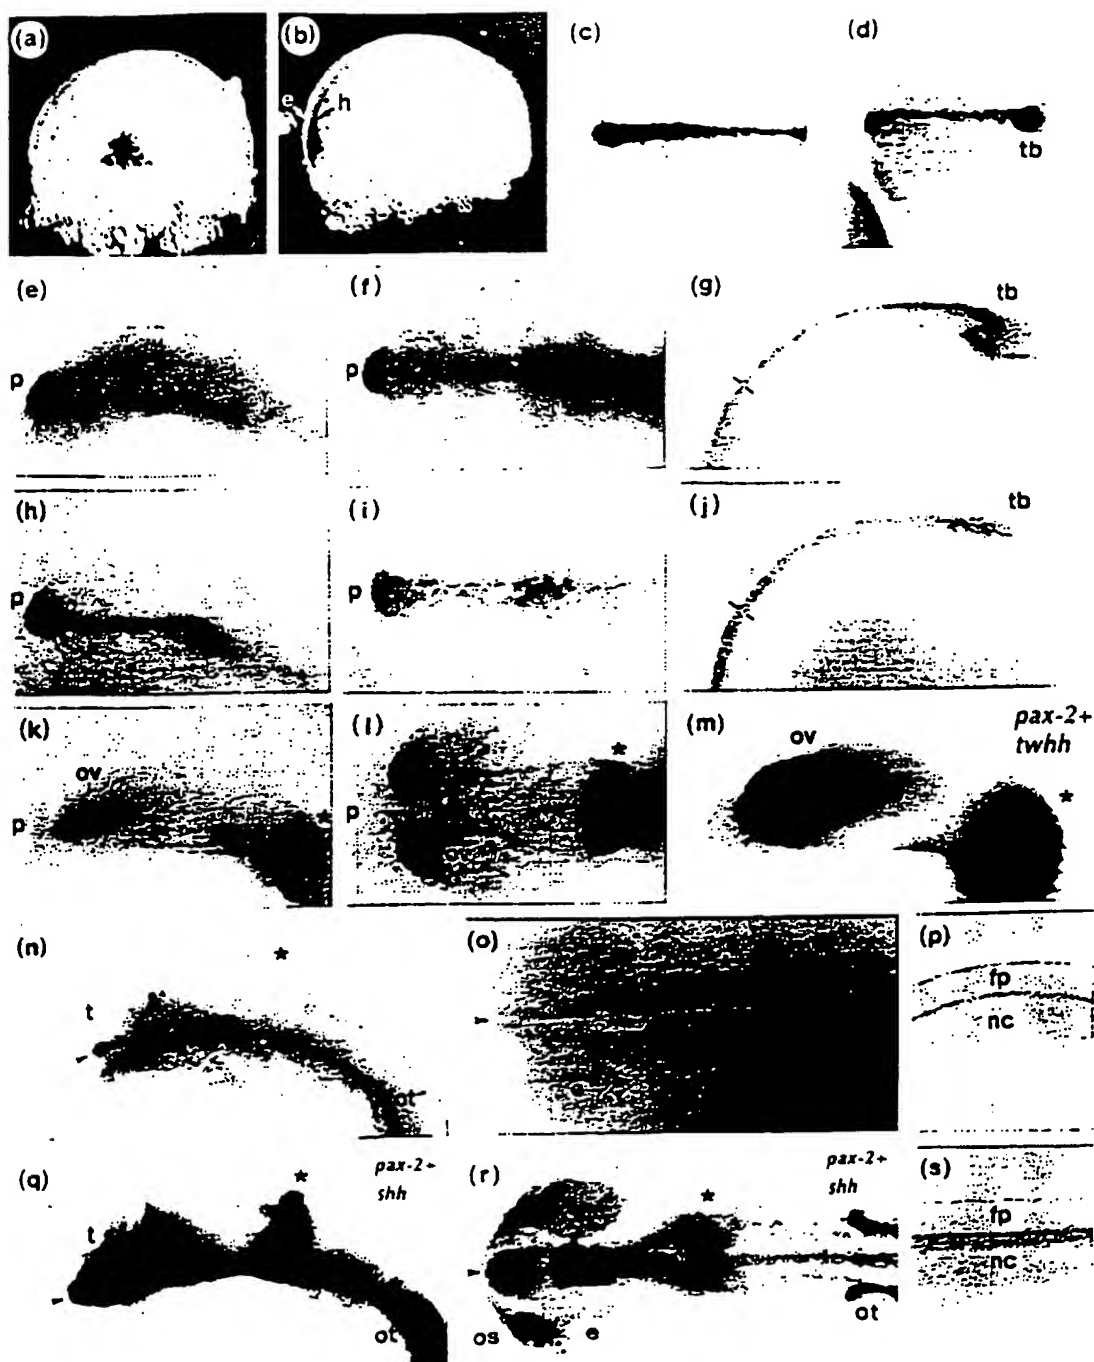 (a)
(b)
e
h
(c)
(d)
tb
(e)
p
(f)
p
(g)
tb
(h)
p
(i)
p
(j)
tb
(k)
ov
p
(l)
p
*
(m)
ov
pax-2+
twhh
*
(n)
*
t
ot
(o)
e
(p)
fp
nc
(q)
pax-2+
shh
*
t
ot
(r)
pax-2+
shh
*
os
e
ot
(s)
fp
nc